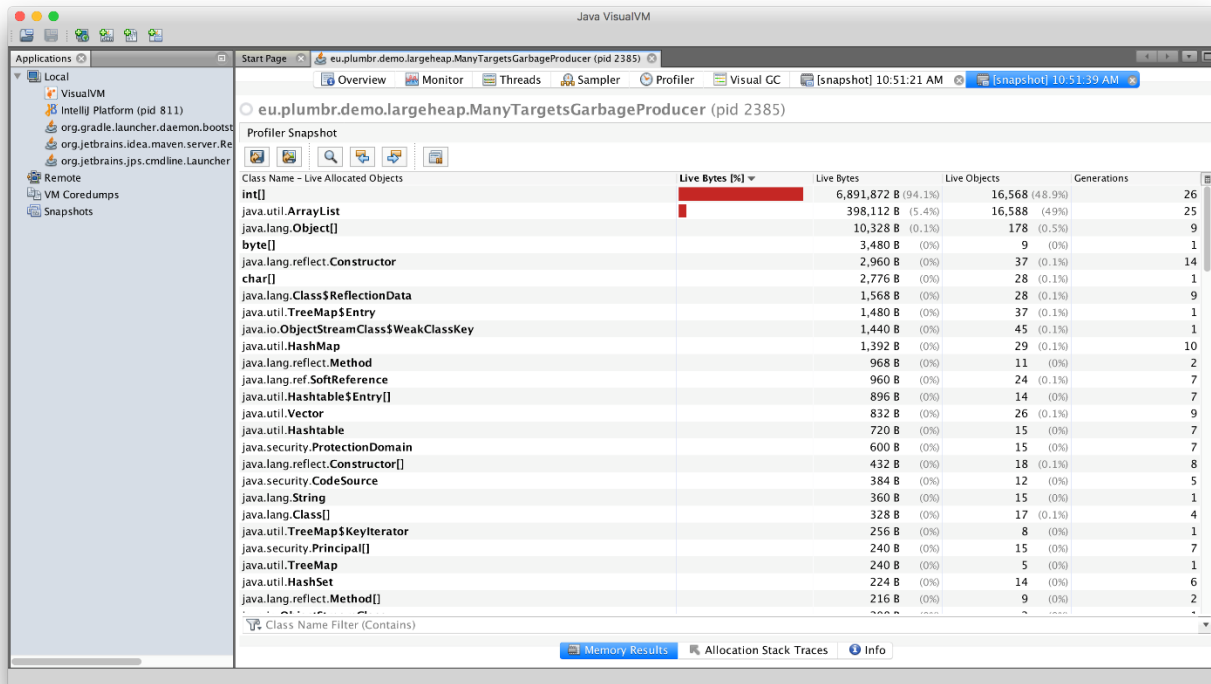 Java VisualVM
Applications
Local
VisualVM
IntelliJ Platform (pid 811)
org.gradle.launcher.daemon.bootst
org.jetbrains.idea.maven.server.Re
org.jetbrains.jps.cmdline.Launcher
Remote
VM Coredumps
Snapshots
Start Page eu.plumbr.demo.largeheap.ManyTargetsGarbageProducer (pid 2385)
Overview Monitor Threads Sampler Profiler Visual GC [snapshot] 10:51:21 AM [snapshot] 10:51:39 AM
eu.plumbr.demo.largeheap.ManyTargetsGarbageProducer (pid 2385)
Profiler Snapshot
Class Name – Live Allocated Objects Live Bytes [%] Live Bytes Live Objects Generations
int[] 6,891,872 B (94.1%) 16,568 (48.9%) 26
java.util.ArrayList 398,112 B (5.4%) 16,588 (49%) 25
java.lang.Object[] 10,328 B (0.1%) 178 (0.5%) 9
byte[] 3,480 B (0%) 9 (0%) 1
java.lang.reflect.Constructor 2,960 B (0%) 37 (0.1%) 14
char[] 2,776 B (0%) 28 (0.1%) 1
java.lang.Class$ReflectionData 1,568 B (0%) 28 (0.1%) 9
java.util.TreeMap$Entry 1,480 B (0%) 37 (0.1%) 1
java.io.ObjectStreamClass$WeakClassKey 1,440 B (0%) 45 (0.1%) 1
java.util.HashMap 1,392 B (0%) 29 (0.1%) 10
java.lang.reflect.Method 968 B (0%) 11 (0%) 2
java.lang.ref.SoftReference 960 B (0%) 24 (0.1%) 7
java.util.Hashtable$Entry[] 896 B (0%) 14 (0%) 7
java.util.Vector 832 B (0%) 26 (0.1%) 9
java.util.Hashtable 720 B (0%) 15 (0%) 7
java.security.ProtectionDomain 600 B (0%) 15 (0%) 7
java.lang.reflect.Constructor[] 432 B (0%) 18 (0.1%) 8
java.security.CodeSource 384 B (0%) 12 (0%) 5
java.lang.String 360 B (0%) 15 (0%) 1
java.lang.Class[] 328 B (0%) 17 (0.1%) 4
java.util.TreeMap$KeyIterator 256 B (0%) 8 (0%) 1
java.security.Principal[] 240 B (0%) 15 (0%) 7
java.util.TreeMap 240 B (0%) 5 (0%) 1
java.util.HashSet 224 B (0%) 14 (0%) 6
java.lang.reflect.Method[] 216 B (0%) 9 (0%) 2
Class Name Filter (Contains)
Memory Results Allocation Stack Traces Info